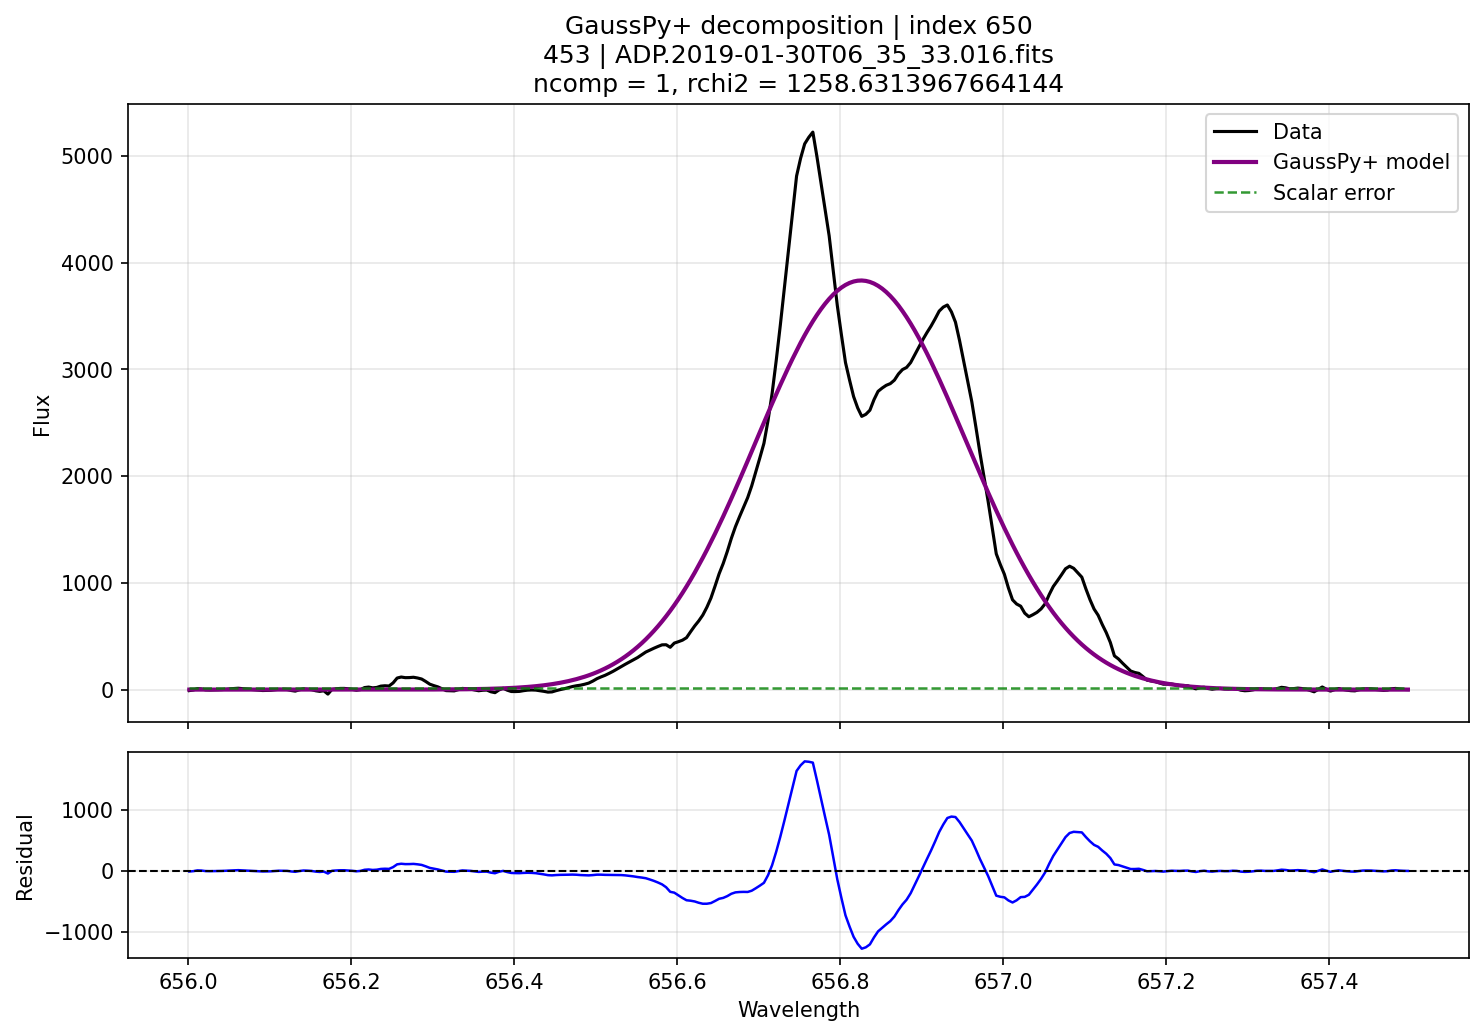 GaussPy+ decomposition | index 650
453 | ADP.2019-01-30T06_35_33.016.fits
ncomp = 1, rchi2 = 1258.6313967664144
Data
GaussPy+ model
Scalar error
Flux
5000
4000
3000
2000
1000
0
Residual
1000
0
−1000
656.0 656.2 656.4 656.6 656.8 657.0 657.2 657.4
Wavelength